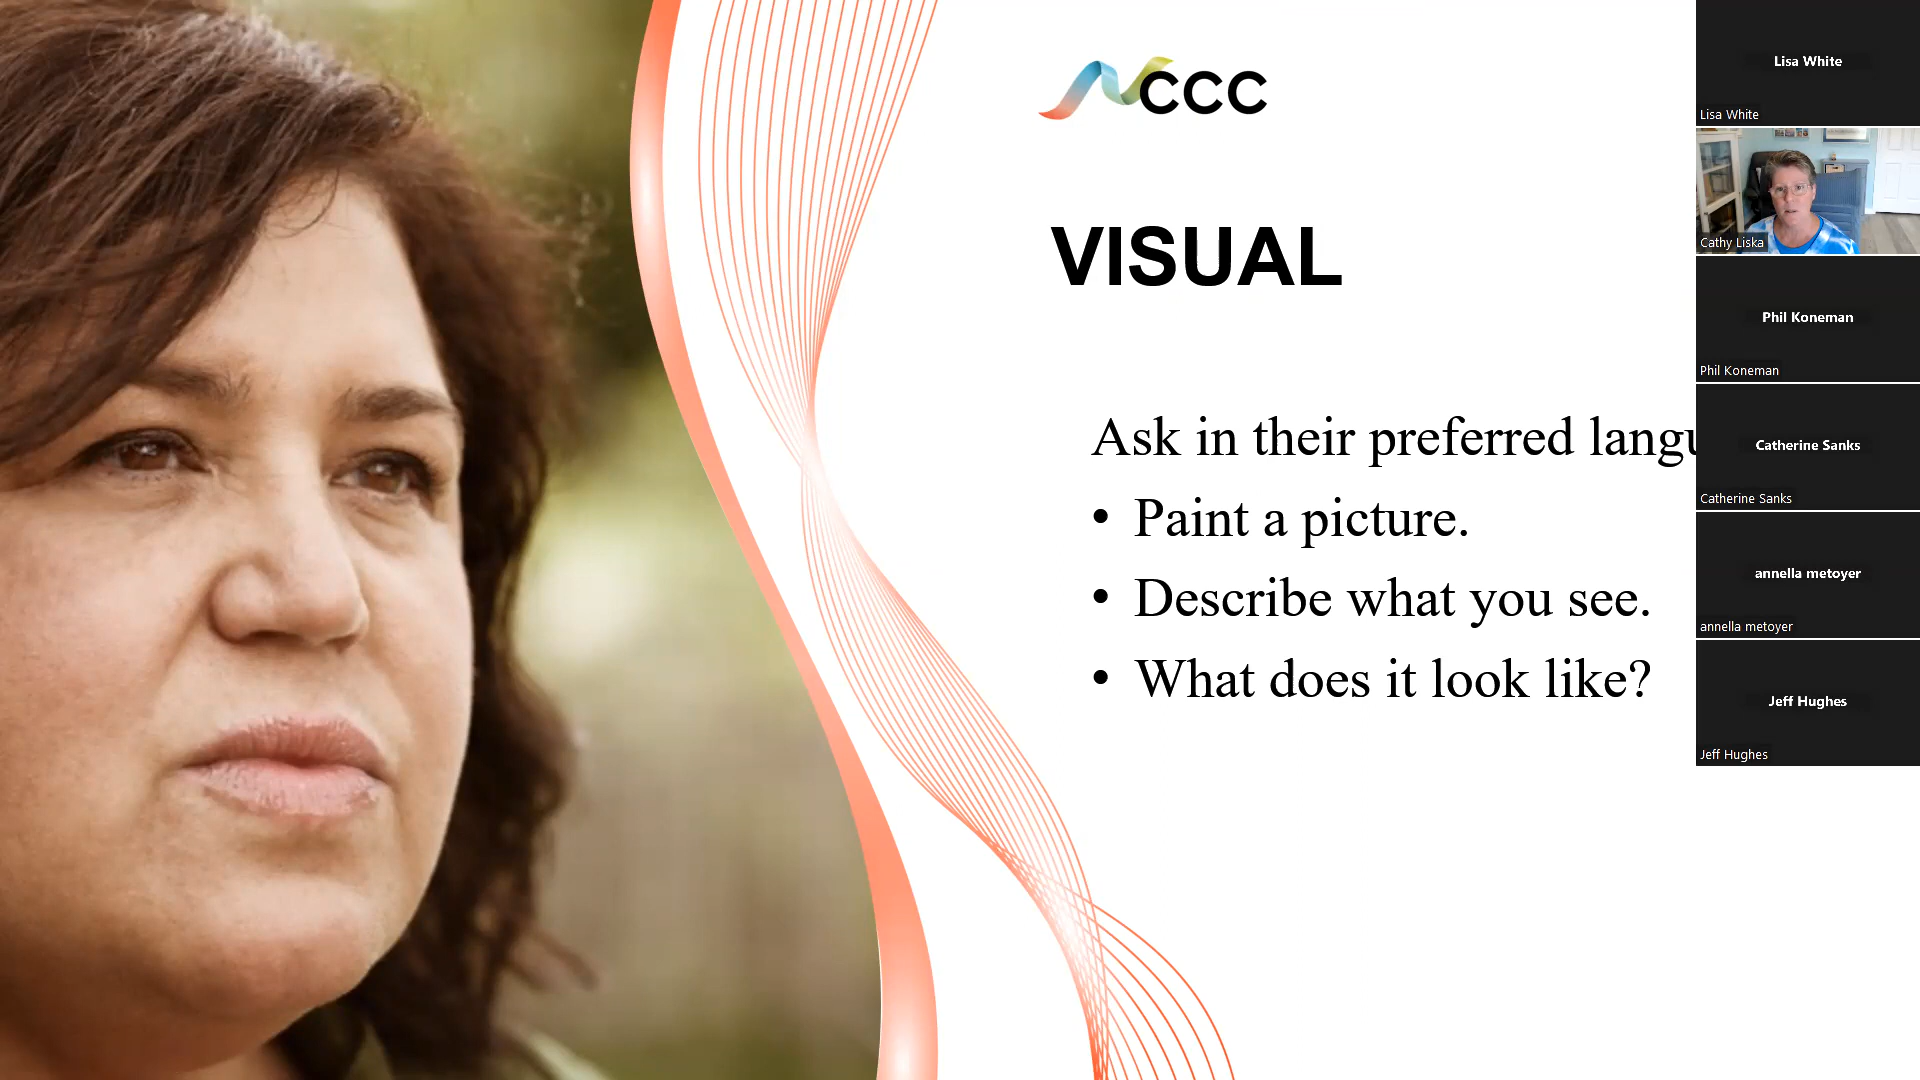 CCC
VISUAL
Ask in their preferred langu
• Paint a picture.
• Describe what you see.
• What does it look like?
Lisa White
Lisa White
Cathy Liska
Phil Koneman
Phil Koneman
Catherine Sanks
Catherine Sanks
annella metoyer
annella metoyer
Jeff Hughes
Jeff Hughes